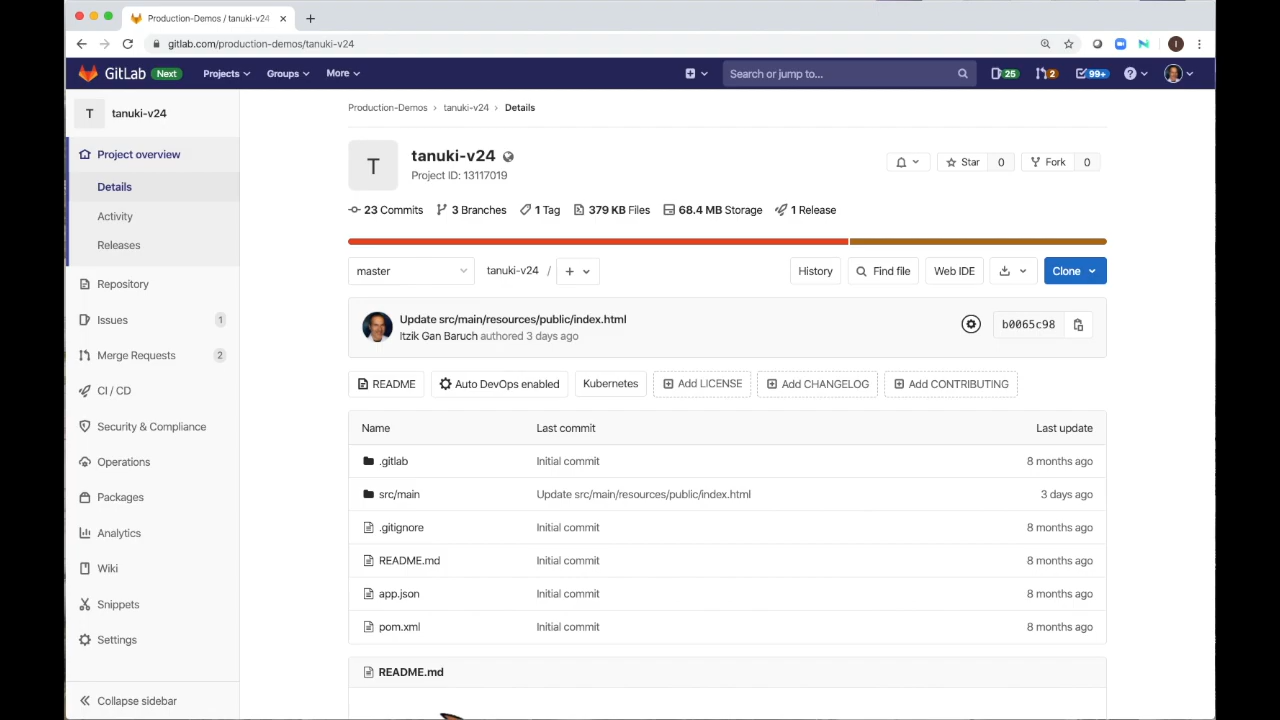 Production-Demos / tanuki-v24
gitlab.com/production-demos/tanuki-v24
GitLab Next Projects Groups More Search or jump to... 25 2 99+
T tanuki-v24
Project overview
Details
Activity
Releases
Repository
Issues 1
Merge Requests 2
CI / CD
Security & Compliance
Operations
Packages
Analytics
Wiki
Snippets
Settings
Collapse sidebar
Production-Demos › tanuki-v24 › Details
T
tanuki-v24
Project ID: 13117019
Star 0 Fork 0
23 Commits 3 Branches 1 Tag 379 KB Files 68.4 MB Storage 1 Release
master tanuki-v24 / + History Find file Web IDE Clone
Update src/main/resources/public/index.html
Itzik Gan Baruch authored 3 days ago
b0065c98
README Auto DevOps enabled Kubernetes Add LICENSE Add CHANGELOG Add CONTRIBUTING
Name Last commit Last update
.gitlab Initial commit 8 months ago
src/main Update src/main/resources/public/index.html 3 days ago
.gitignore Initial commit 8 months ago
README.md Initial commit 8 months ago
app.json Initial commit 8 months ago
pom.xml Initial commit 8 months ago
README.md